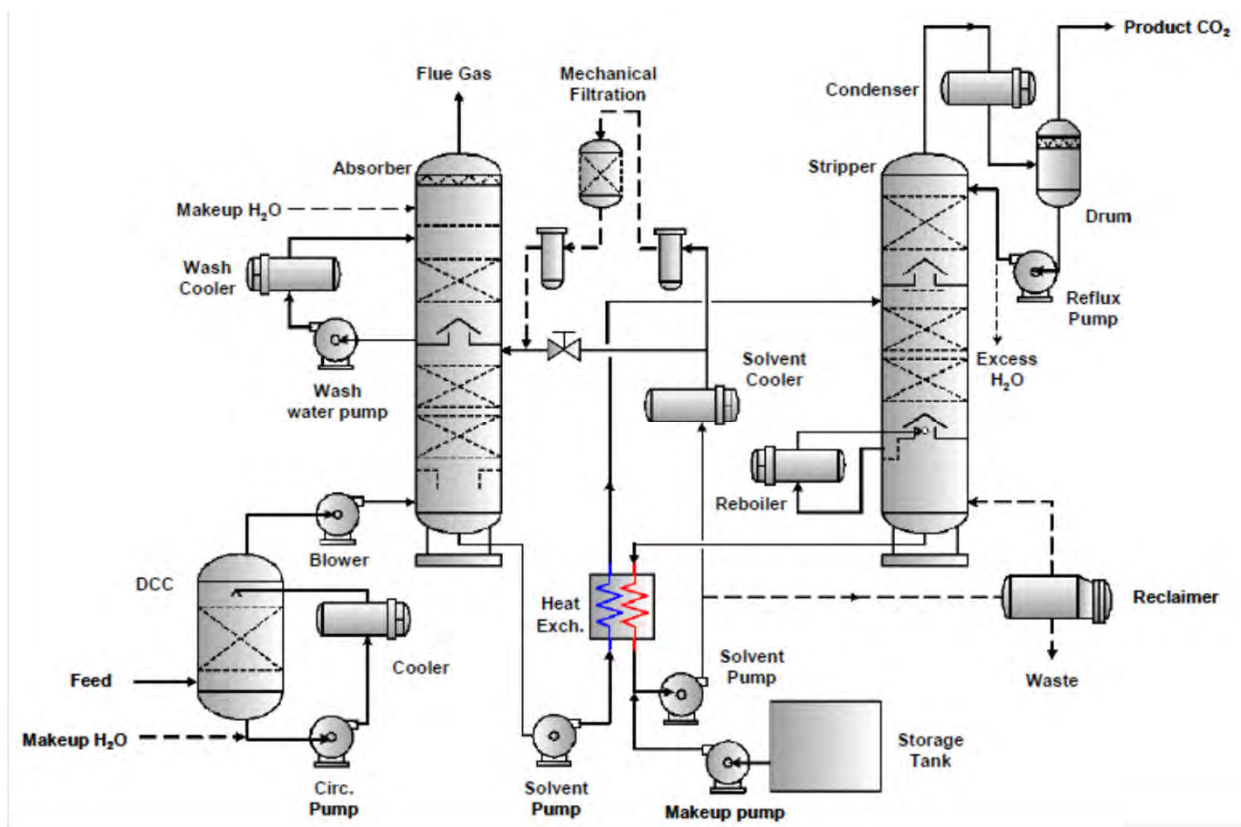 Product CO₂
Flue Gas
Mechanical
Filtration
Condenser
Absorber
Stripper
Makeup H₂O
Drum
Wash
Cooler
Reflux
Pump
Wash
water pump
Solvent
Cooler
Excess
H₂O
Reboiler
Blower
DCC
Heat
Exch.
Reclaimer
Cooler
Feed
Solvent
Pump
Waste
Makeup H₂O
Storage
Tank
Circ.
Pump
Solvent
Pump
Makeup pump